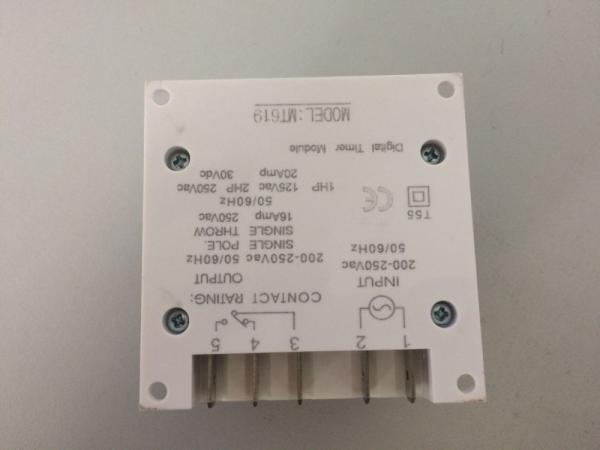 1 2 3 4 5
INPUT
200-250Vac
50/60Hz
T55
CE
CONTACT RATING:
OUTPUT
200-250Vac 50/60Hz
SINGLE POLE.
SINGLE THROW
16Amp 250Vac
50/60Hz
1HP 125Vac 2HP 250Vac
20Amp 30Vdc
Digital Timer Module
MODEL:MT619